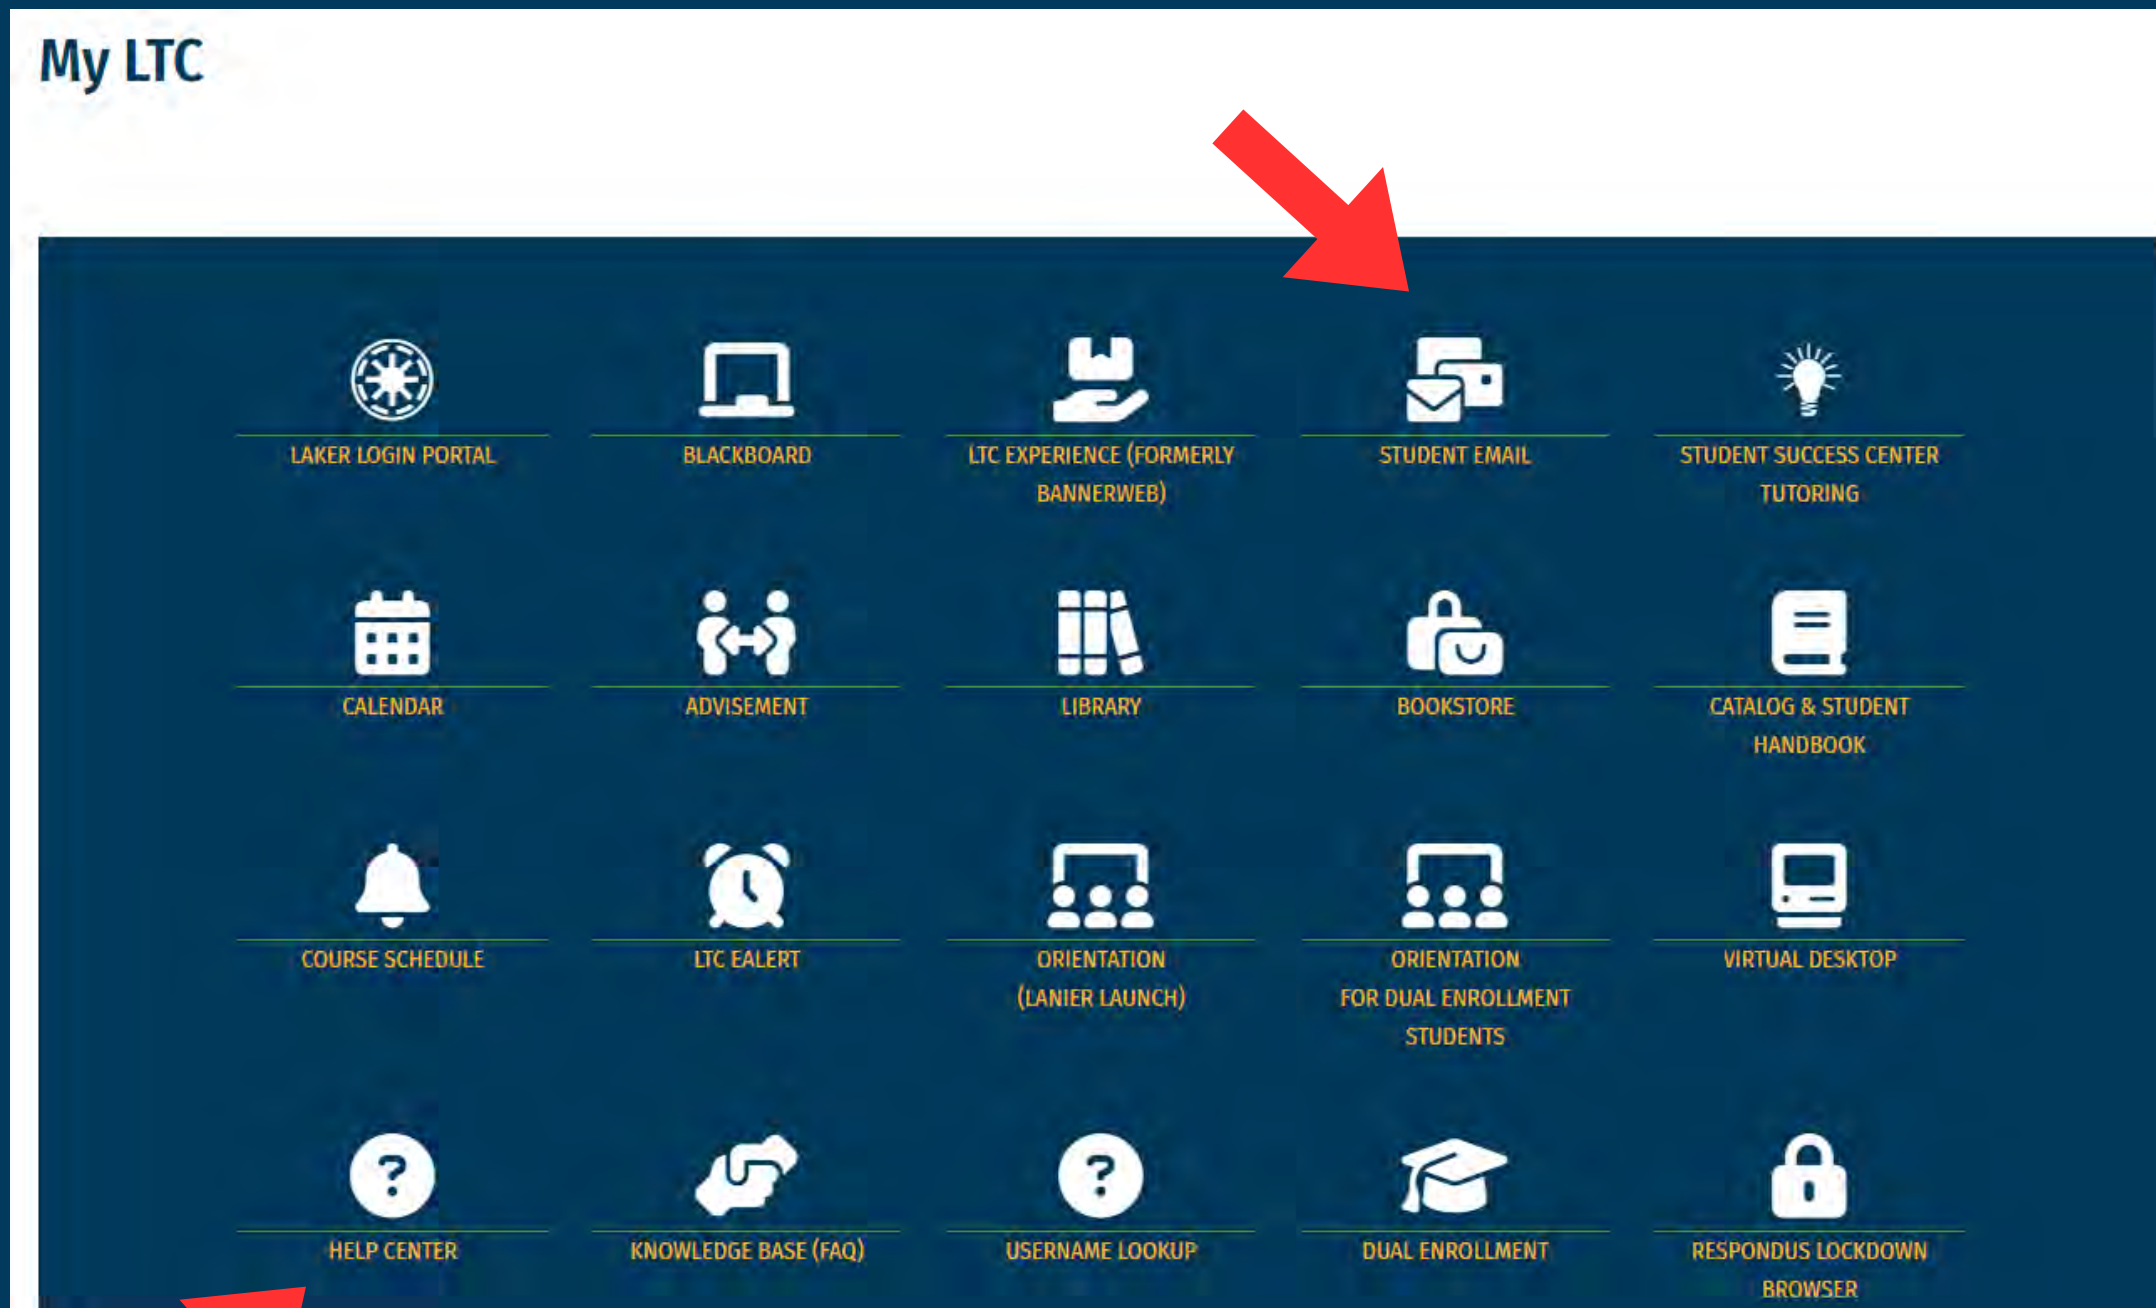 My LTC
LAKER LOGIN PORTAL
BLACKBOARD
LTC EXPERIENCE (FORMERLY
BANNERWEB)
STUDENT EMAIL
STUDENT SUCCESS CENTER
TUTORING
CALENDAR
ADVISEMENT
LIBRARY
BOOKSTORE
CATALOG & STUDENT
HANDBOOK
COURSE SCHEDULE
LTC EALERT
ORIENTATION
(LANIER LAUNCH)
ORIENTATION
FOR DUAL ENROLLMENT
STUDENTS
VIRTUAL DESKTOP
HELP CENTER
KNOWLEDGE BASE (FAQ)
USERNAME LOOKUP
DUAL ENROLLMENT
RESPONDUS LOCKDOWN
BROWSER